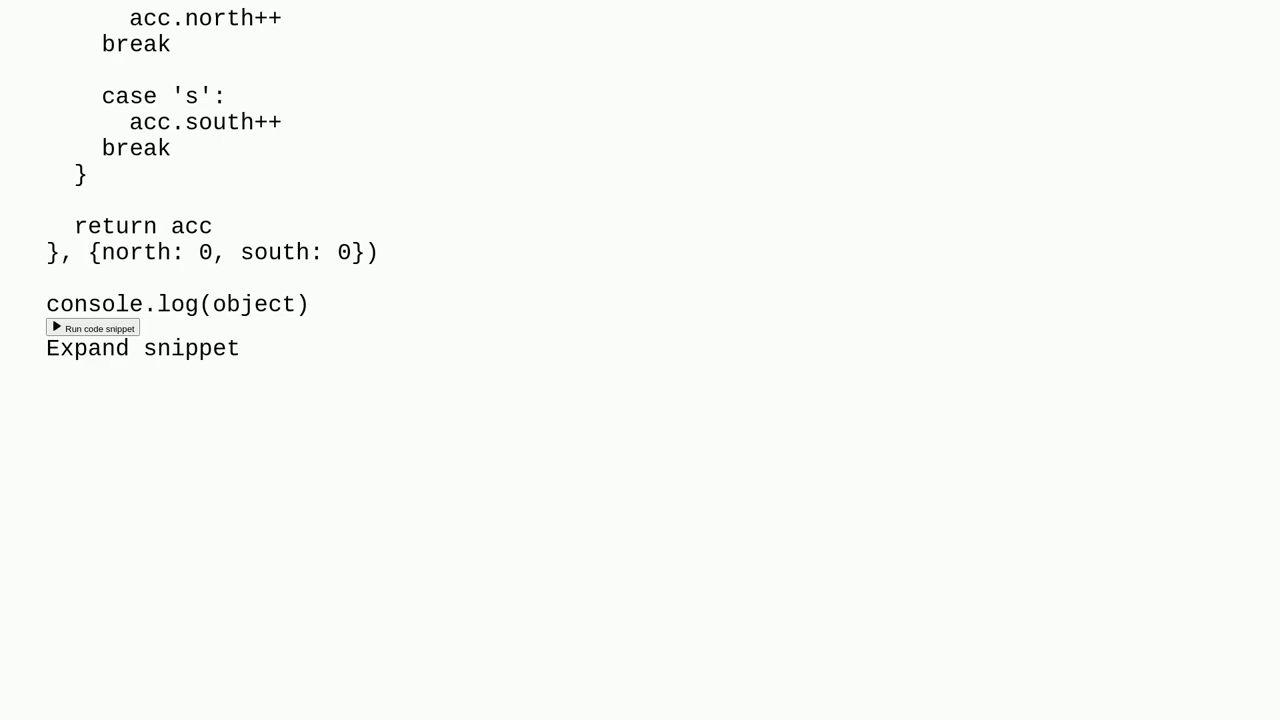 acc.north++
    break

    case 's':
      acc.south++
    break
  }

  return acc
}, {north: 0, south: 0})

console.log(object)
Run code snippet
Expand snippet